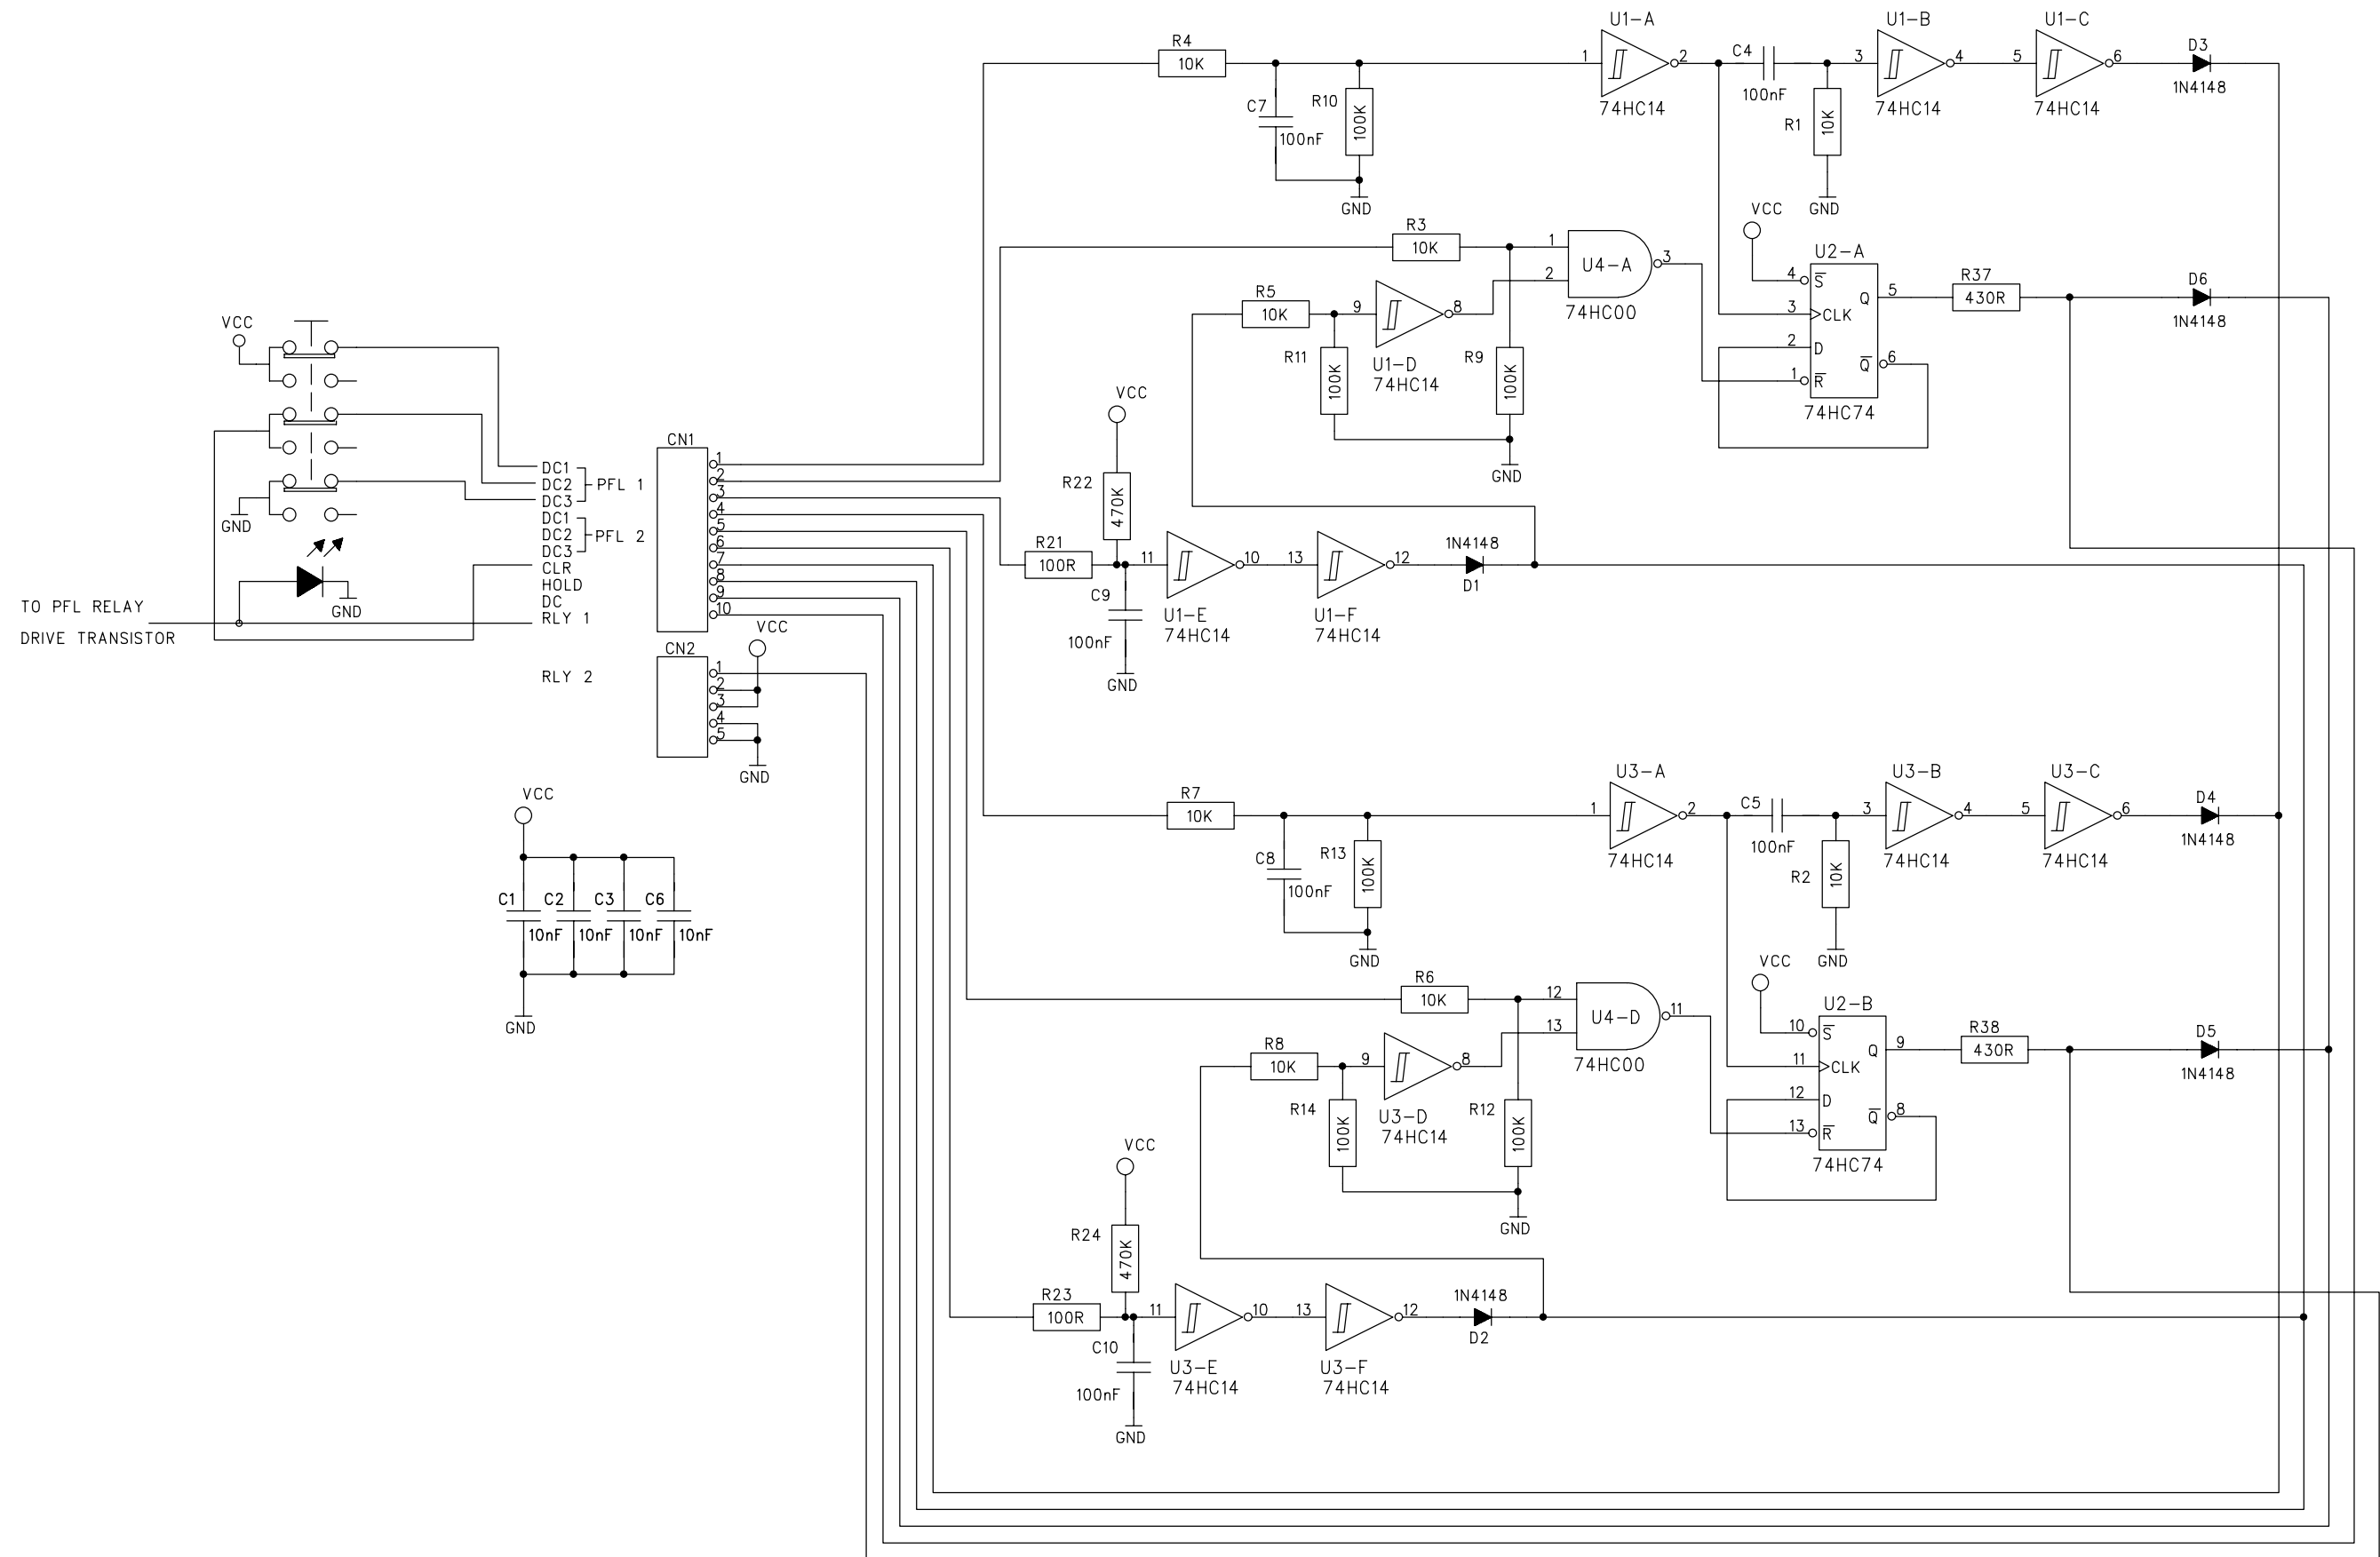 U1-A
U1-B
U1-C
R4
10K
1
2
C4
100nF
3
4
5
6
D3
1N4148
C7
100nF
R10
100K
74HC14
74HC14
74HC14
R1
10K
GND
GND
VCC
R3
10K
1
2
3
U4-A
74HC00
U2-A
4
S
Q
5
3
CLK
2
D
Q
6
1
R
74HC74
R37
430R
D6
1N4148
R5
10K
9
8
U1-D
74HC14
R11
100K
R9
100K
GND
VCC
GND
DC1
DC2
DC3
PFL 1
DC1
DC2
DC3
PFL 2
CLR
HOLD
DC
RLY 1
GND
TO PFL RELAY
DRIVE TRANSISTOR
RLY 2
CN1
1
2
3
4
5
6
7
8
9
10
CN2
VCC
1
2
3
4
5
GND
VCC
R22
470K
R21
100R
C9
100nF
GND
11
10
U1-E
74HC14
13
12
U1-F
74HC14
1N4148
D1
VCC
C1
10nF
C2
10nF
C3
10nF
C6
10nF
GND
U3-A
U3-B
U3-C
R7
10K
1
2
C5
100nF
3
4
5
6
D4
1N4148
C8
100nF
R13
100K
74HC14
74HC14
74HC14
R2
10K
GND
GND
VCC
R6
10K
12
13
11
U4-D
74HC00
U2-B
10
S
Q
9
11
CLK
12
D
Q
8
13
R
74HC74
R38
430R
D5
1N4148
R8
10K
9
8
U3-D
74HC14
R14
100K
R12
100K
GND
VCC
R24
470K
R23
100R
C10
100nF
GND
11
10
U3-E
74HC14
13
12
U3-F
74HC14
1N4148
D2